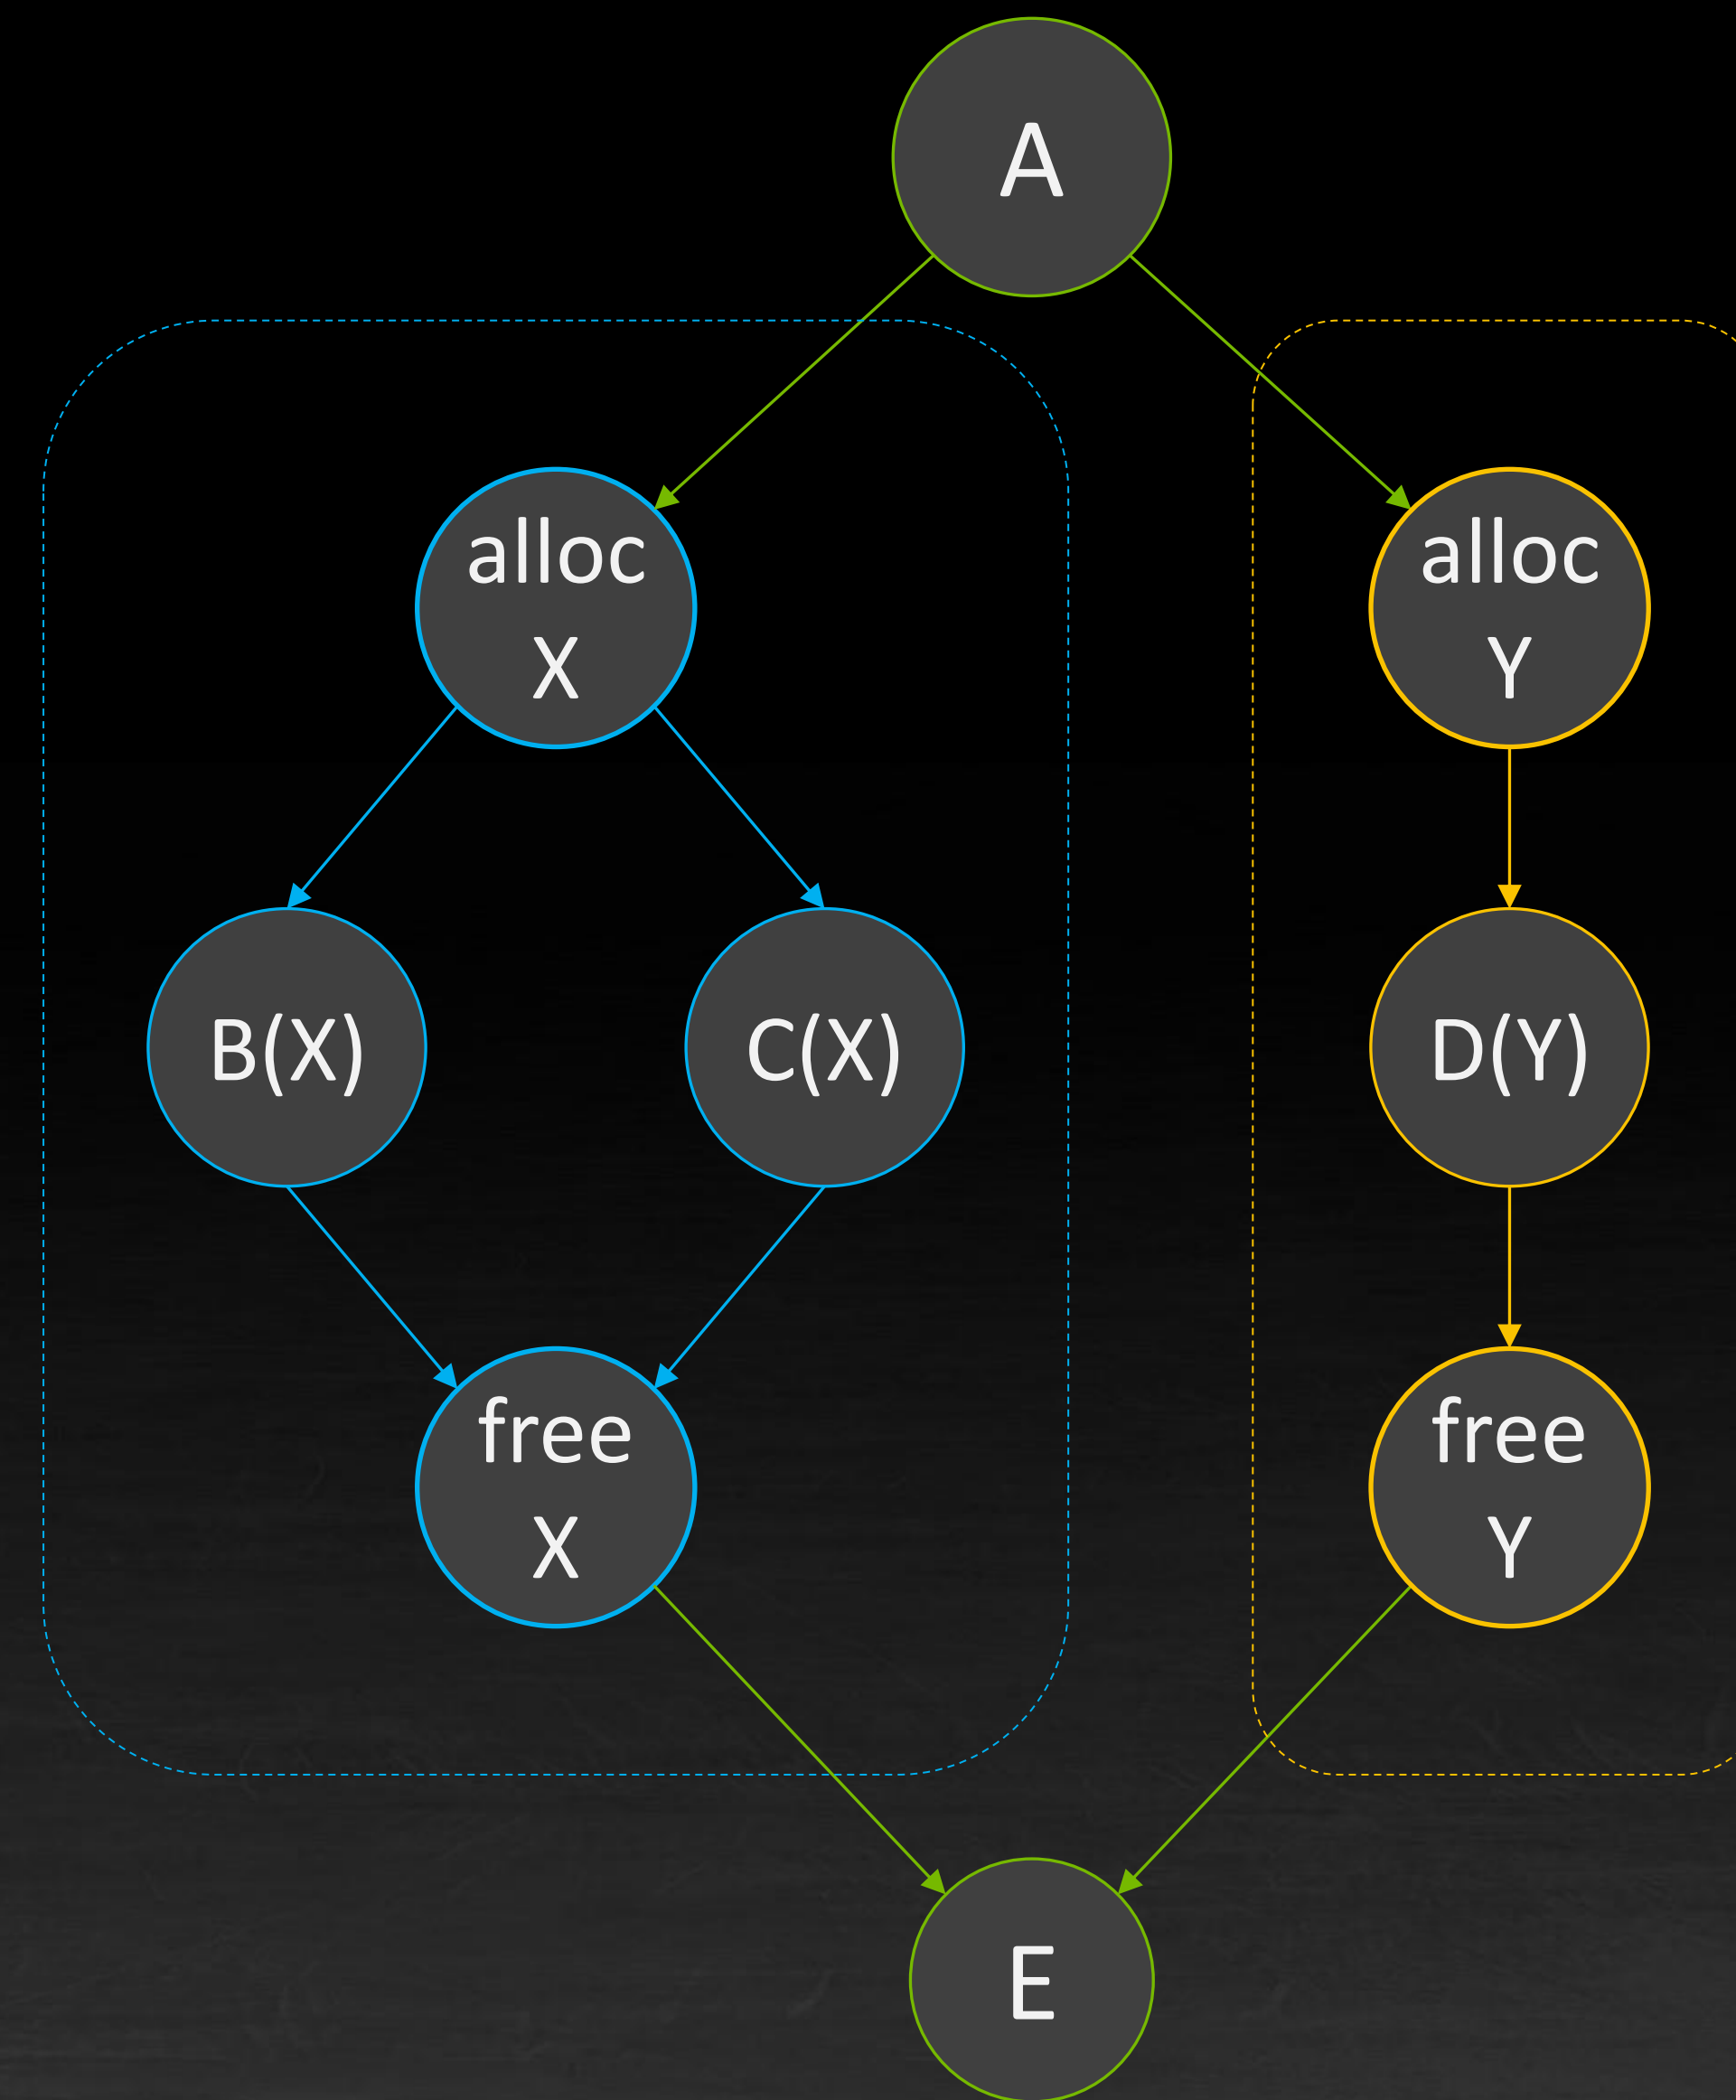 A
alloc
X
alloc
Y
B(X)
C(X)
D(Y)
free
X
free
Y
E